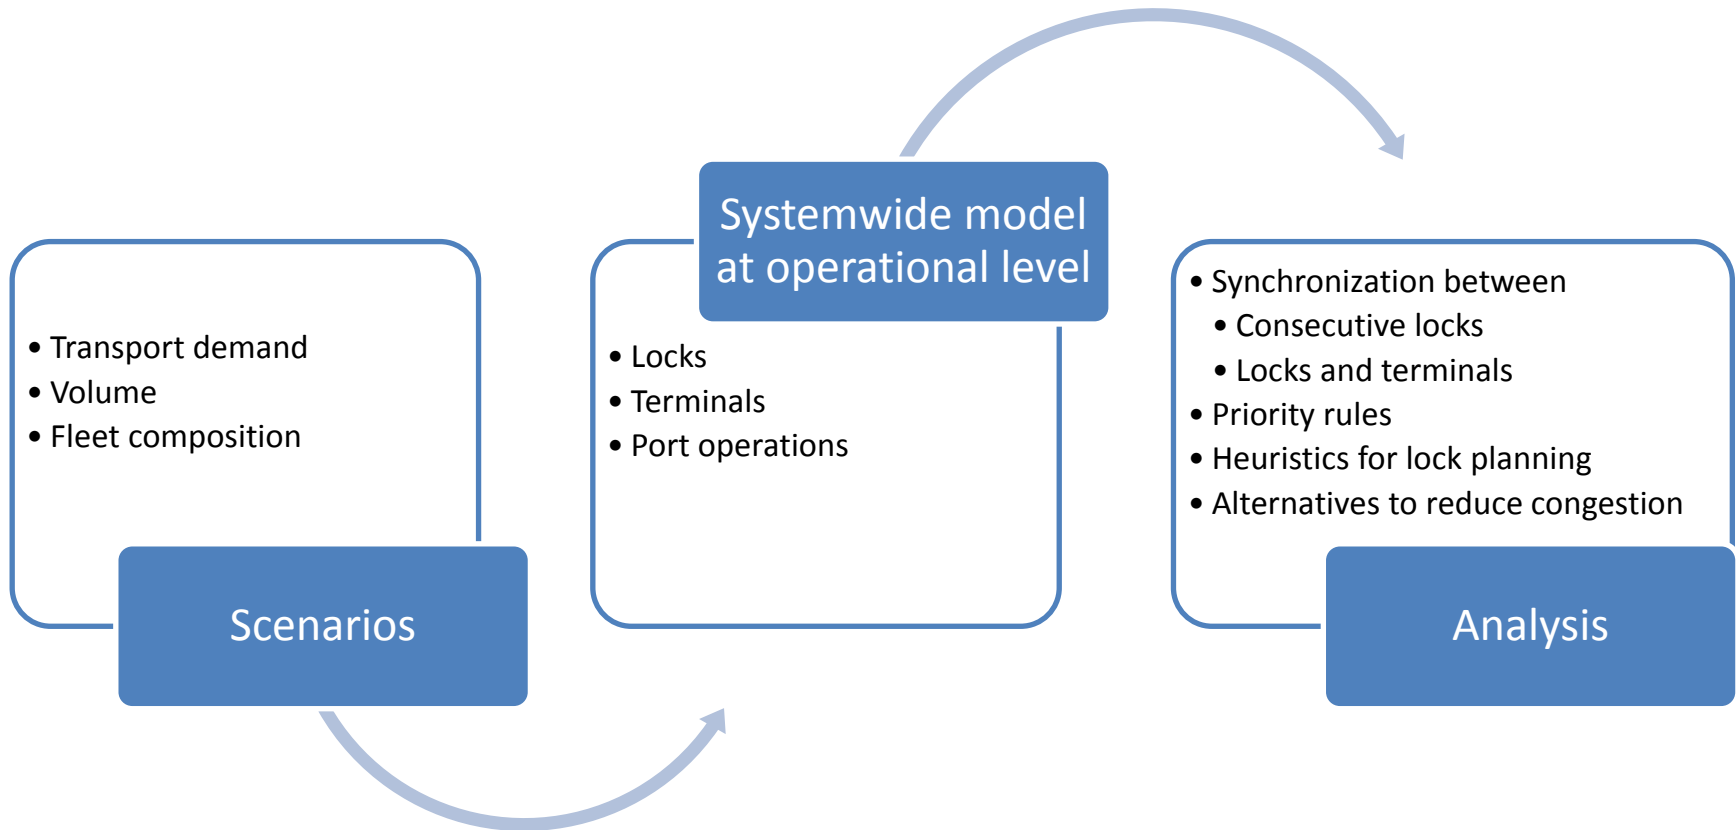 • Transport demand
• Volume
• Fleet composition
Scenarios
Systemwide model
at operational level
• Locks
• Terminals
• Port operations
• Synchronization between
• Consecutive locks
• Locks and terminals
• Priority rules
• Heuristics for lock planning
• Alternatives to reduce congestion
Analysis